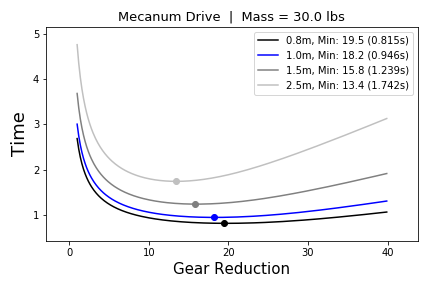 Mecanum Drive | Mass = 30.0 lbs
0.8m, Min: 19.5 (0.815s)
1.0m, Min: 18.2 (0.946s)
1.5m, Min: 15.8 (1.239s)
2.5m, Min: 13.4 (1.742s)
Time
5
4
3
2
1
0 10 20 30 40
Gear Reduction